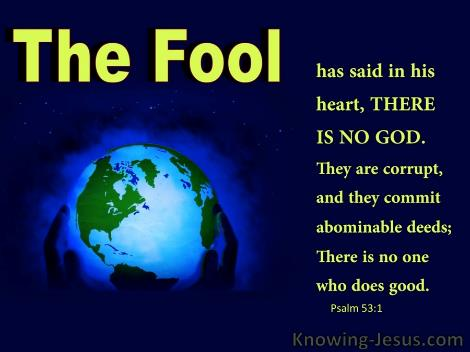 The Fool
has said in his
heart, THERE
IS NO GOD.
They are corrupt,
and they commit
abominable deeds;
There is no one
who does good.
Psalm 53:1
Knowing-Jesus.com